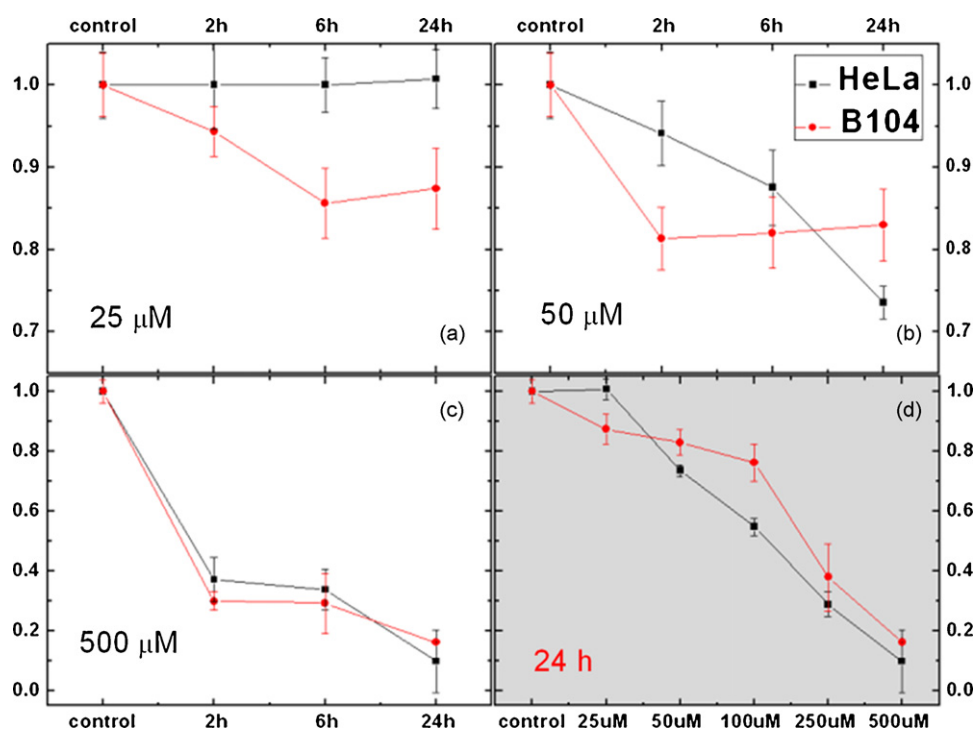 control 2h 6h 24h control 2h 6h 24h
1.0 1.0
0.9 0.9
0.8 0.8
0.7 0.7
25 μM
(a)
HeLa
B104
50 μM
(b)
1.0 1.0
0.8 0.8
0.6 0.6
0.4 0.4
0.2 0.2
0.0 0.0
(c)
500 μM
(d)
24 h
control 2h 6h 24h control 25uM 50uM 100uM 250uM 500uM